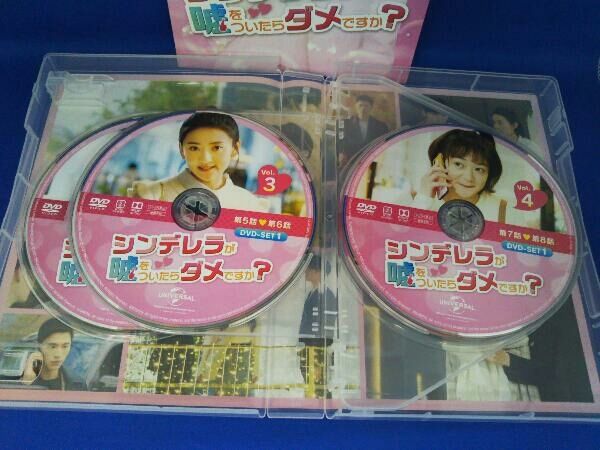 嘘をついたらダメですか?
Vol.
3
DVD
第5話♥第6話
DVD-SET 1
シンデレラが
嘘をついたらダメですか?
UNIVERSAL
Vol.
4
DVD
第7話♥第8話
DVD-SET 1
シンデレラが
嘘をついたらダメですか?
UNIVERSAL
DVD